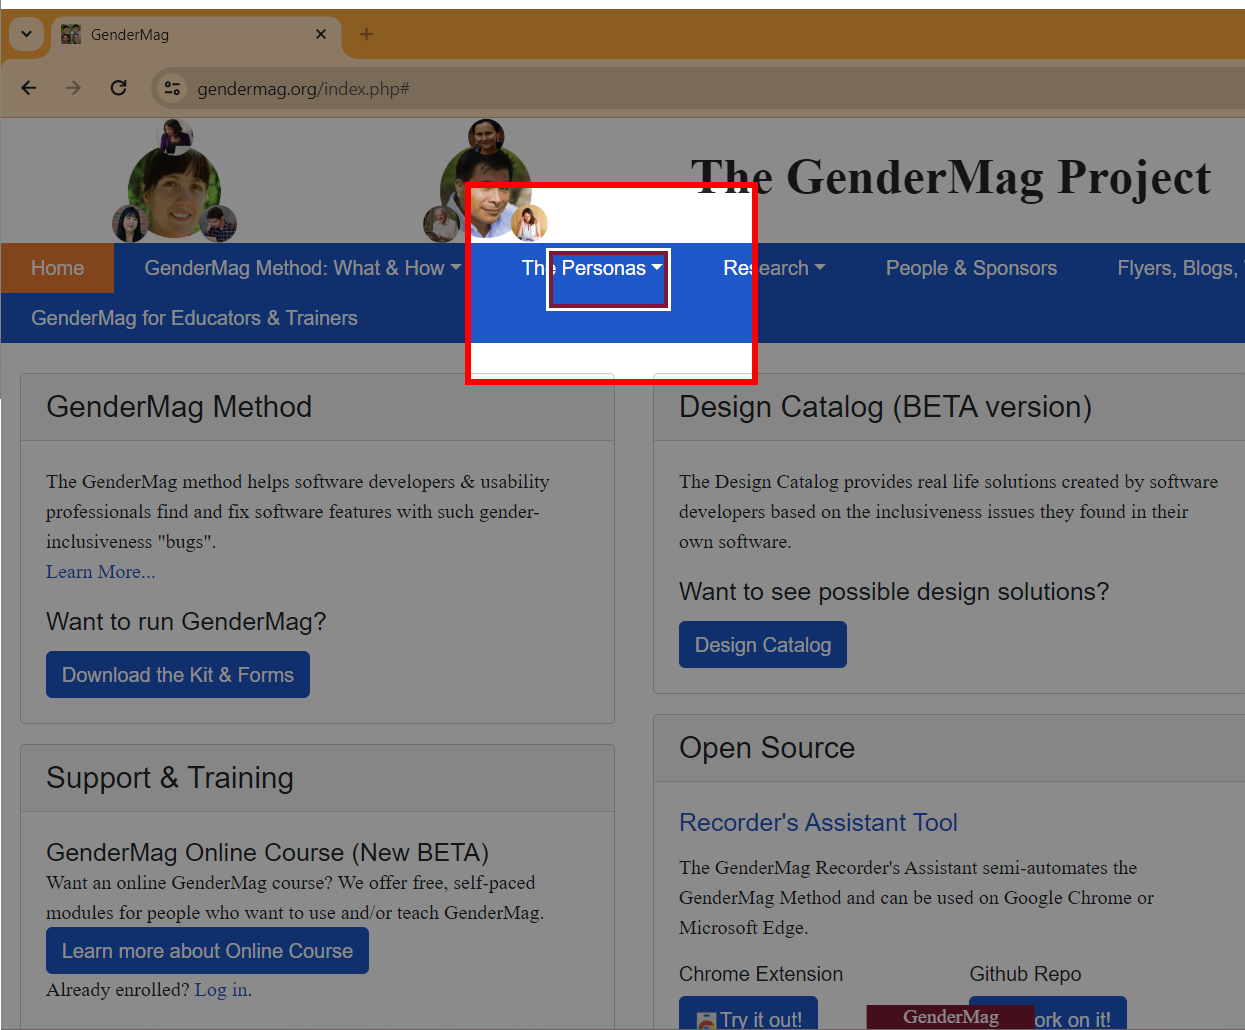 GenderMag
gendermag.org/index.php#
The GenderMag Project
Home GenderMag Method: What & How The Personas Research People & Sponsors Flyers, Blogs,
GenderMag for Educators & Trainers
GenderMag Method
The GenderMag method helps software developers & usability
professionals find and fix software features with such gender-
inclusiveness "bugs".
Learn More...
Want to run GenderMag?
Download the Kit & Forms
Support & Training
GenderMag Online Course (New BETA)
Want an online GenderMag course? We offer free, self-paced
modules for people who want to use and/or teach GenderMag.
Learn more about Online Course
Already enrolled? Log in.
Design Catalog (BETA version)
The Design Catalog provides real life solutions created by software
developers based on the inclusiveness issues they found in their
own software.
Want to see possible design solutions?
Design Catalog
Open Source
Recorder's Assistant Tool
The GenderMag Recorder's Assistant semi-automates the
GenderMag Method and can be used on Google Chrome or
Microsoft Edge.
Chrome Extension Github Repo
Try it out! ork on it!
GenderMag